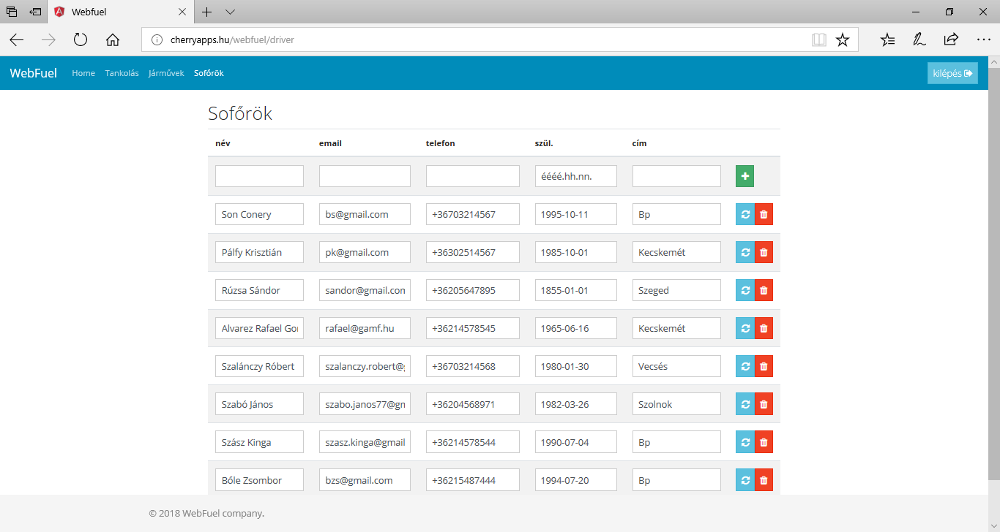 Webfuel
cherryapps.hu/webfuel/driver
WebFuel Home Tankolás Járművek Sofőrök kilépés
Sofőrök
név email telefon szül. cím
éééé.hh.nn.
Son Conery bs@gmail.com +36703214567 1995-10-11 Bp
Pálfy Krisztián pk@gmail.com +36302514567 1985-10-01 Kecskemét
Rúzsa Sándor sandor@gmail.com +36205647895 1855-01-01 Szeged
Alvarez Rafael Gon +36214578545 rafael@gamf.hu 1965-06-16 Kecskemét
Szalánczy Róbert szalanczy.robert@g +36703214568 1980-01-30 Vecsés
Szabó János szabo.janos77@gm +36204568971 1982-03-26 Szolnok
Szász Kinga szasz.kinga@gmail +36214578544 1990-07-04 Bp
Bőle Zsombor bzs@gmail.com +36215487444 1994-07-20 Bp
© 2018 WebFuel company.